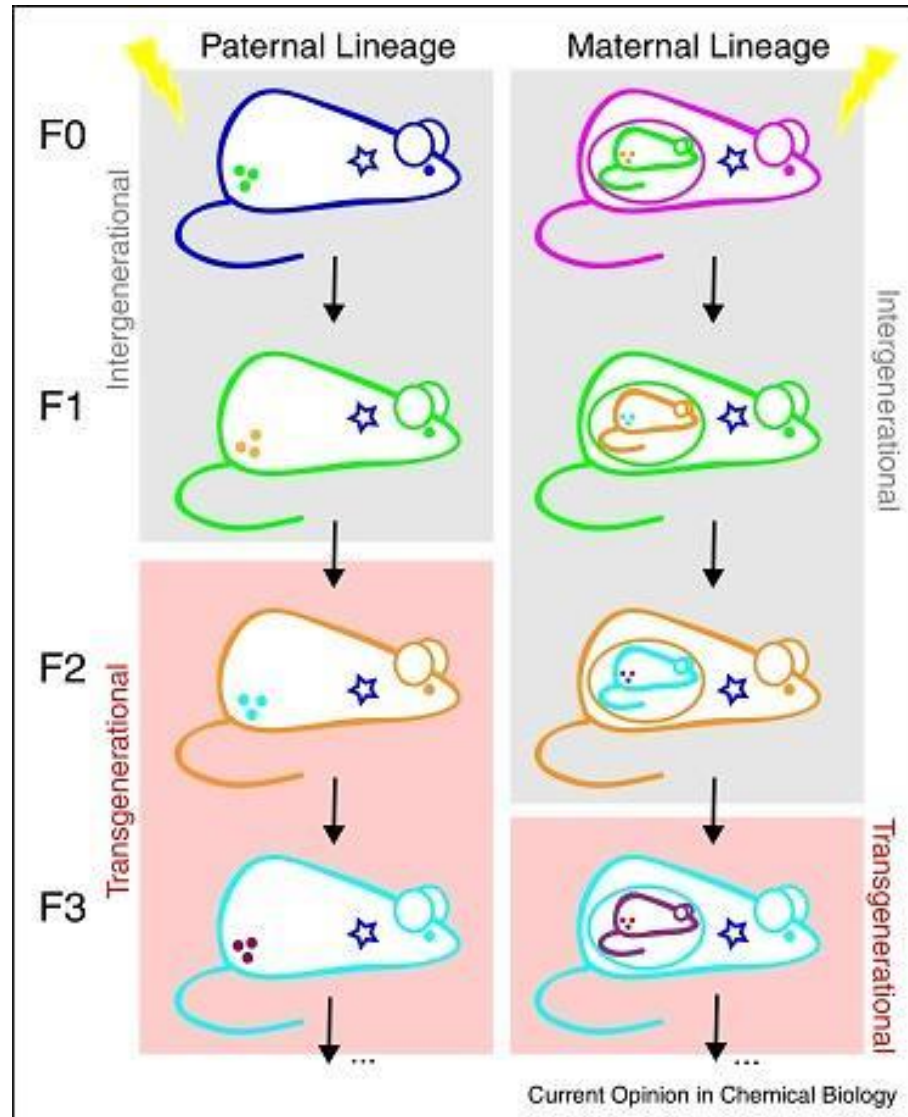 Paternal Lineage
Maternal Lineage
F0
Intergenerational
Intergenerational
F1
F2
Transgenerational
F3
Transgenerational
...
...
Current Opinion in Chemical Biology